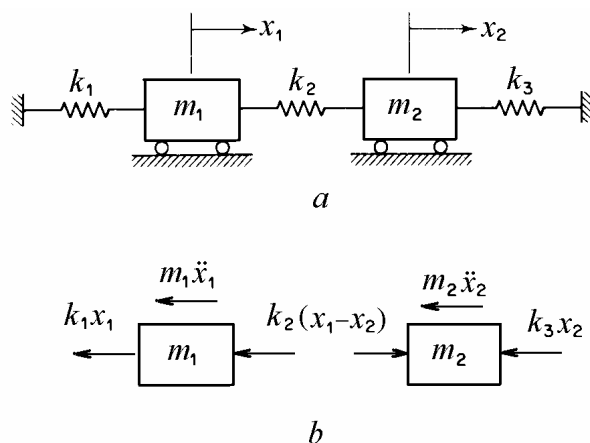 x₁ x₂
k₁ k₂ k₃
m₁ m₂
a
m₁ẍ₁ m₂ẍ₂
k₁x₁ k₂(x₁–x₂) k₃x₂
m₁ m₂
b